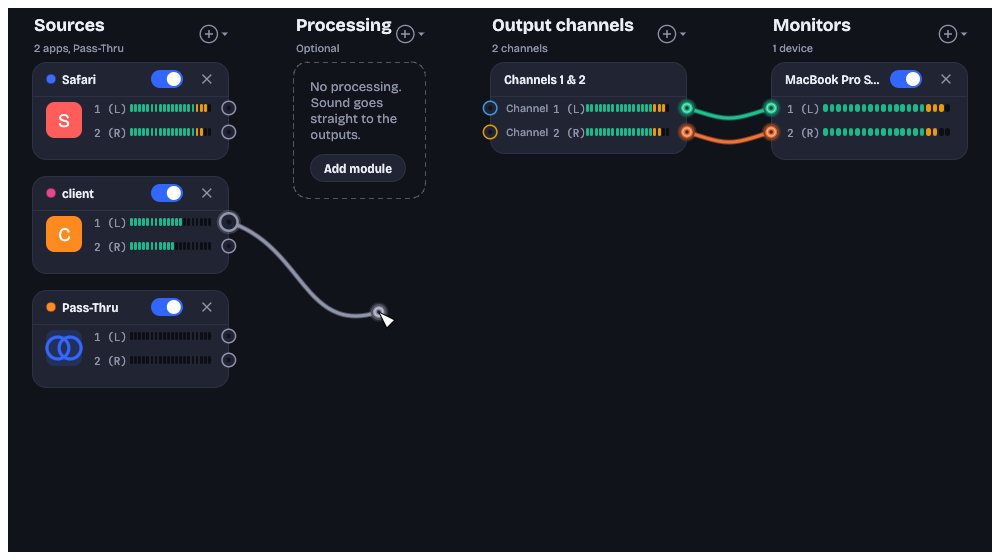 Sources
2 apps, Pass-Thru
Processing
Optional
Output channels
2 channels
Monitors
1 device
Safari
S
1 (L)
2 (R)
client
C
1 (L)
2 (R)
Pass-Thru
1 (L)
2 (R)
No processing.
Sound goes
straight to the
outputs.
Add module
Channels 1 & 2
Channel 1 (L)
Channel 2 (R)
MacBook Pro S...
1 (L)
2 (R)